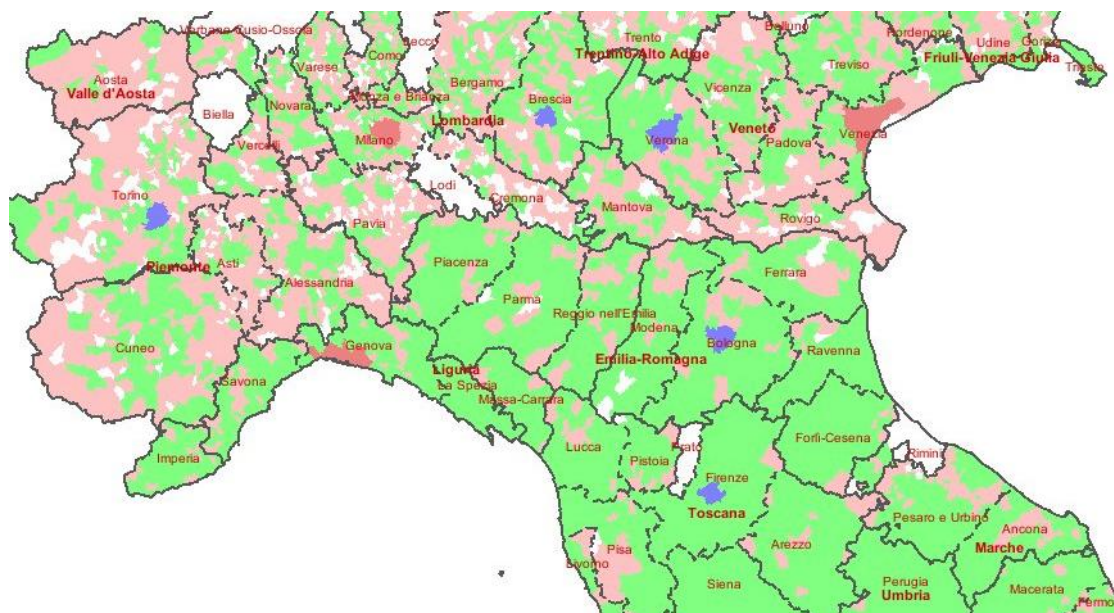 Verbano-Cusio-Ossola
Lecco
Trento
Belluno
Pordenone
Udine
Gorizia
Trieste
Aosta
Valle d'Aosta
Varese
Como
Bergamo
Trentino-Alto Adige
Treviso
Friuli-Venezia Giulia
Biella
Novara
Monza e Brianza
Brescia
Vicenza
Lombardia
Veneto
Vercelli
Milano
Verona
Padova
Venezia
Lodi
Torino
Cremona
Mantova
Rovigo
Pavia
Piemonte
Asti
Piacenza
Ferrara
Alessandria
Parma
Reggio nell'Emilia
Modena
Cuneo
Genova
Bologna
Ravenna
Emilia-Romagna
Liguria
Savona
La Spezia
Massa-Carrara
Imperia
Lucca
Pistoia
Prato
Forlì-Cesena
Rimini
Firenze
Toscana
Pesaro e Urbino
Ancona
Pisa
Arezzo
Marche
Livorno
Siena
Perugia
Umbria
Macerata
Fermo